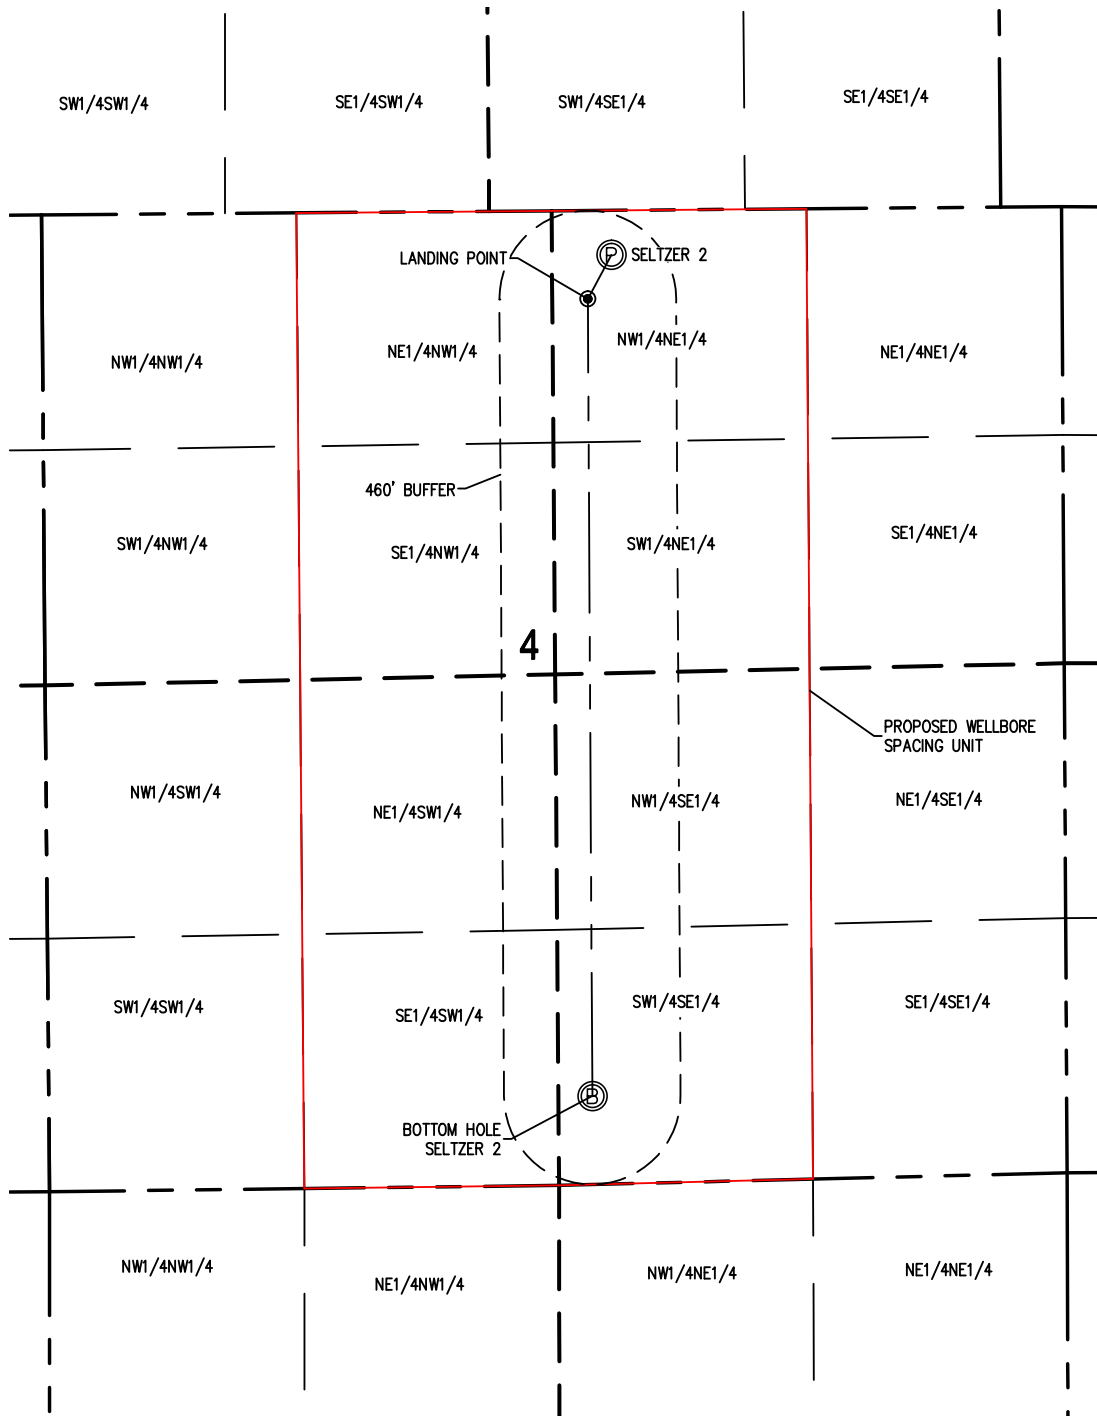 SW1/4SW1/4
SE1/4SW1/4
SW1/4SE1/4
SE1/4SE1/4
LANDING POINT
P
SELTZER 2
NW1/4NW1/4
NE1/4NW1/4
NW1/4NE1/4
NE1/4NE1/4
460' BUFFER
SW1/4NW1/4
SE1/4NW1/4
SW1/4NE1/4
SE1/4NE1/4
4
PROPOSED WELLBORE
SPACING UNIT
NW1/4SW1/4
NE1/4SW1/4
NW1/4SE1/4
NE1/4SE1/4
SW1/4SW1/4
SE1/4SW1/4
SW1/4SE1/4
SE1/4SE1/4
B
BOTTOM HOLE
SELTZER 2
NW1/4NW1/4
NE1/4NW1/4
NW1/4NE1/4
NE1/4NE1/4